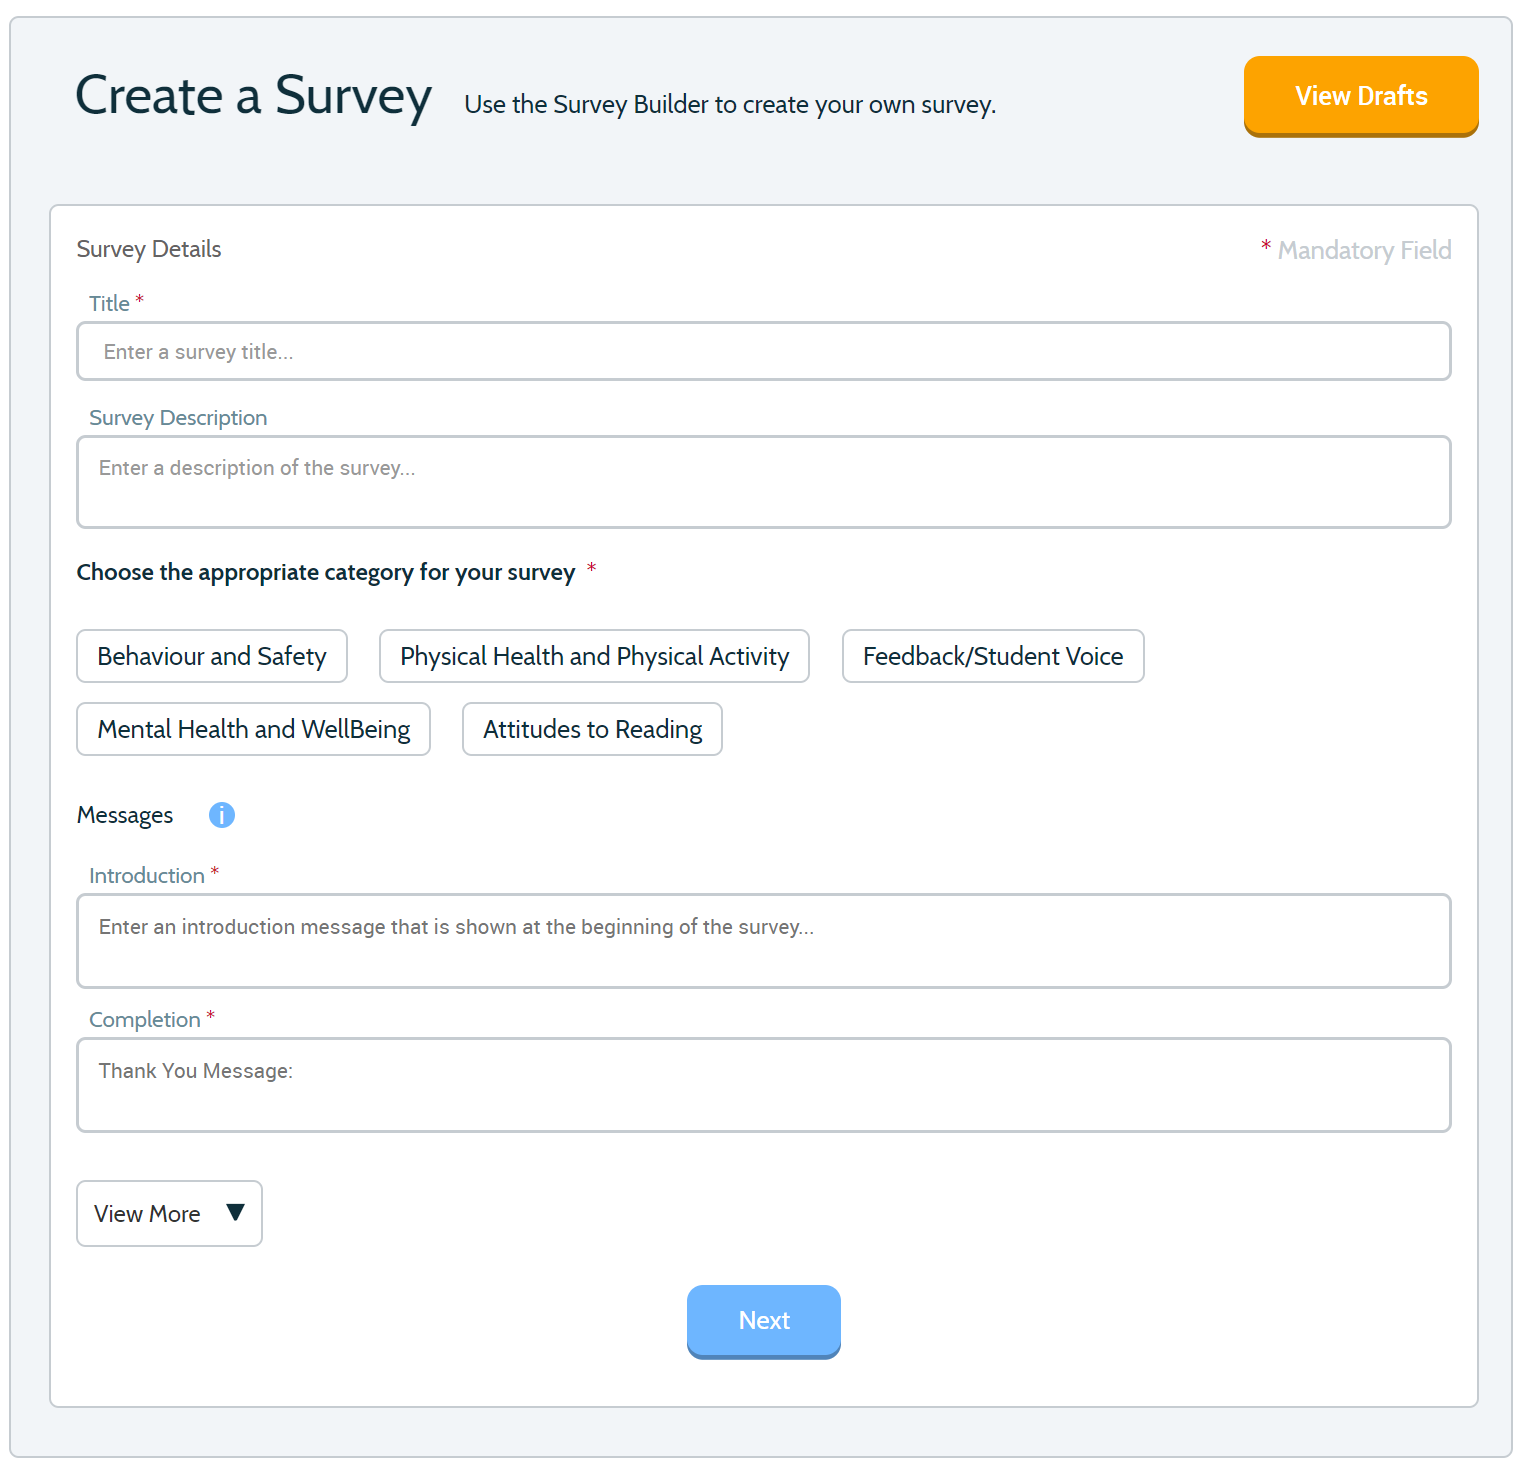 Create a Survey Use the Survey Builder to create your own survey. View Drafts
Survey Details * Mandatory Field
Title *
Enter a survey title...
Survey Description
Enter a description of the survey...
Choose the appropriate category for your survey *
Behaviour and Safety Physical Health and Physical Activity Feedback/Student Voice
Mental Health and WellBeing Attitudes to Reading
Messages i
Introduction *
Enter an introduction message that is shown at the beginning of the survey...
Completion *
Thank You Message:
View More ▼
Next